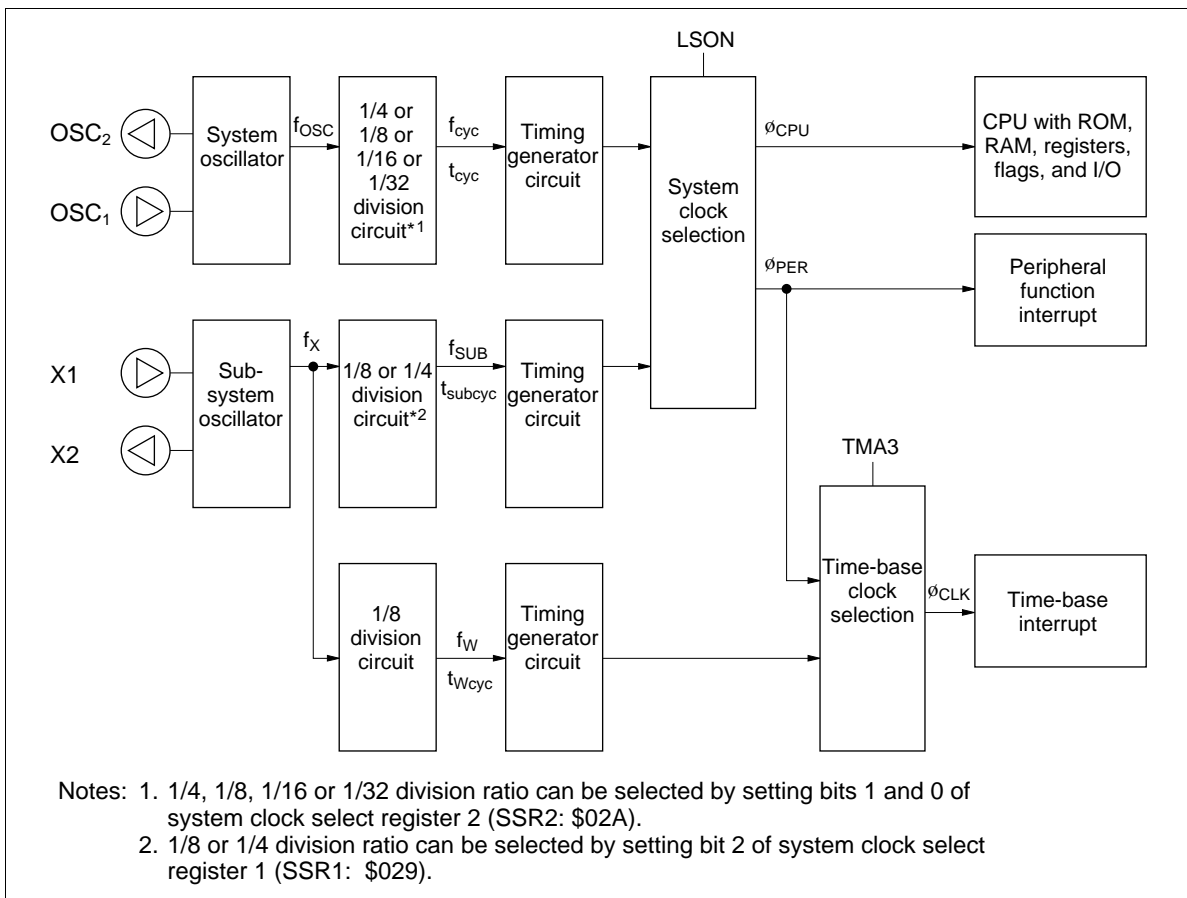 LSON
OSC2
System
oscillator
fOSC
1/4 or
1/8 or
1/16 or
1/32
division
circuit*1
fcyc
tcyc
Timing
generator
circuit
System
clock
selection
øCPU
CPU with ROM,
RAM, registers,
flags, and I/O
OSC1
øPER
Peripheral
function
interrupt
X1
X2
Sub-
system
oscillator
fX
1/8 or 1/4
division
circuit*2
fSUB
tsubcyc
Timing
generator
circuit
TMA3
1/8
division
circuit
fW
tWcyc
Timing
generator
circuit
Time-base
clock
selection
øCLK
Time-base
interrupt
Notes: 1. 1/4, 1/8, 1/16 or 1/32 division ratio can be selected by setting bits 1 and 0 of
system clock select register 2 (SSR2: $02A).
2. 1/8 or 1/4 division ratio can be selected by setting bit 2 of system clock select
register 1 (SSR1: $029).